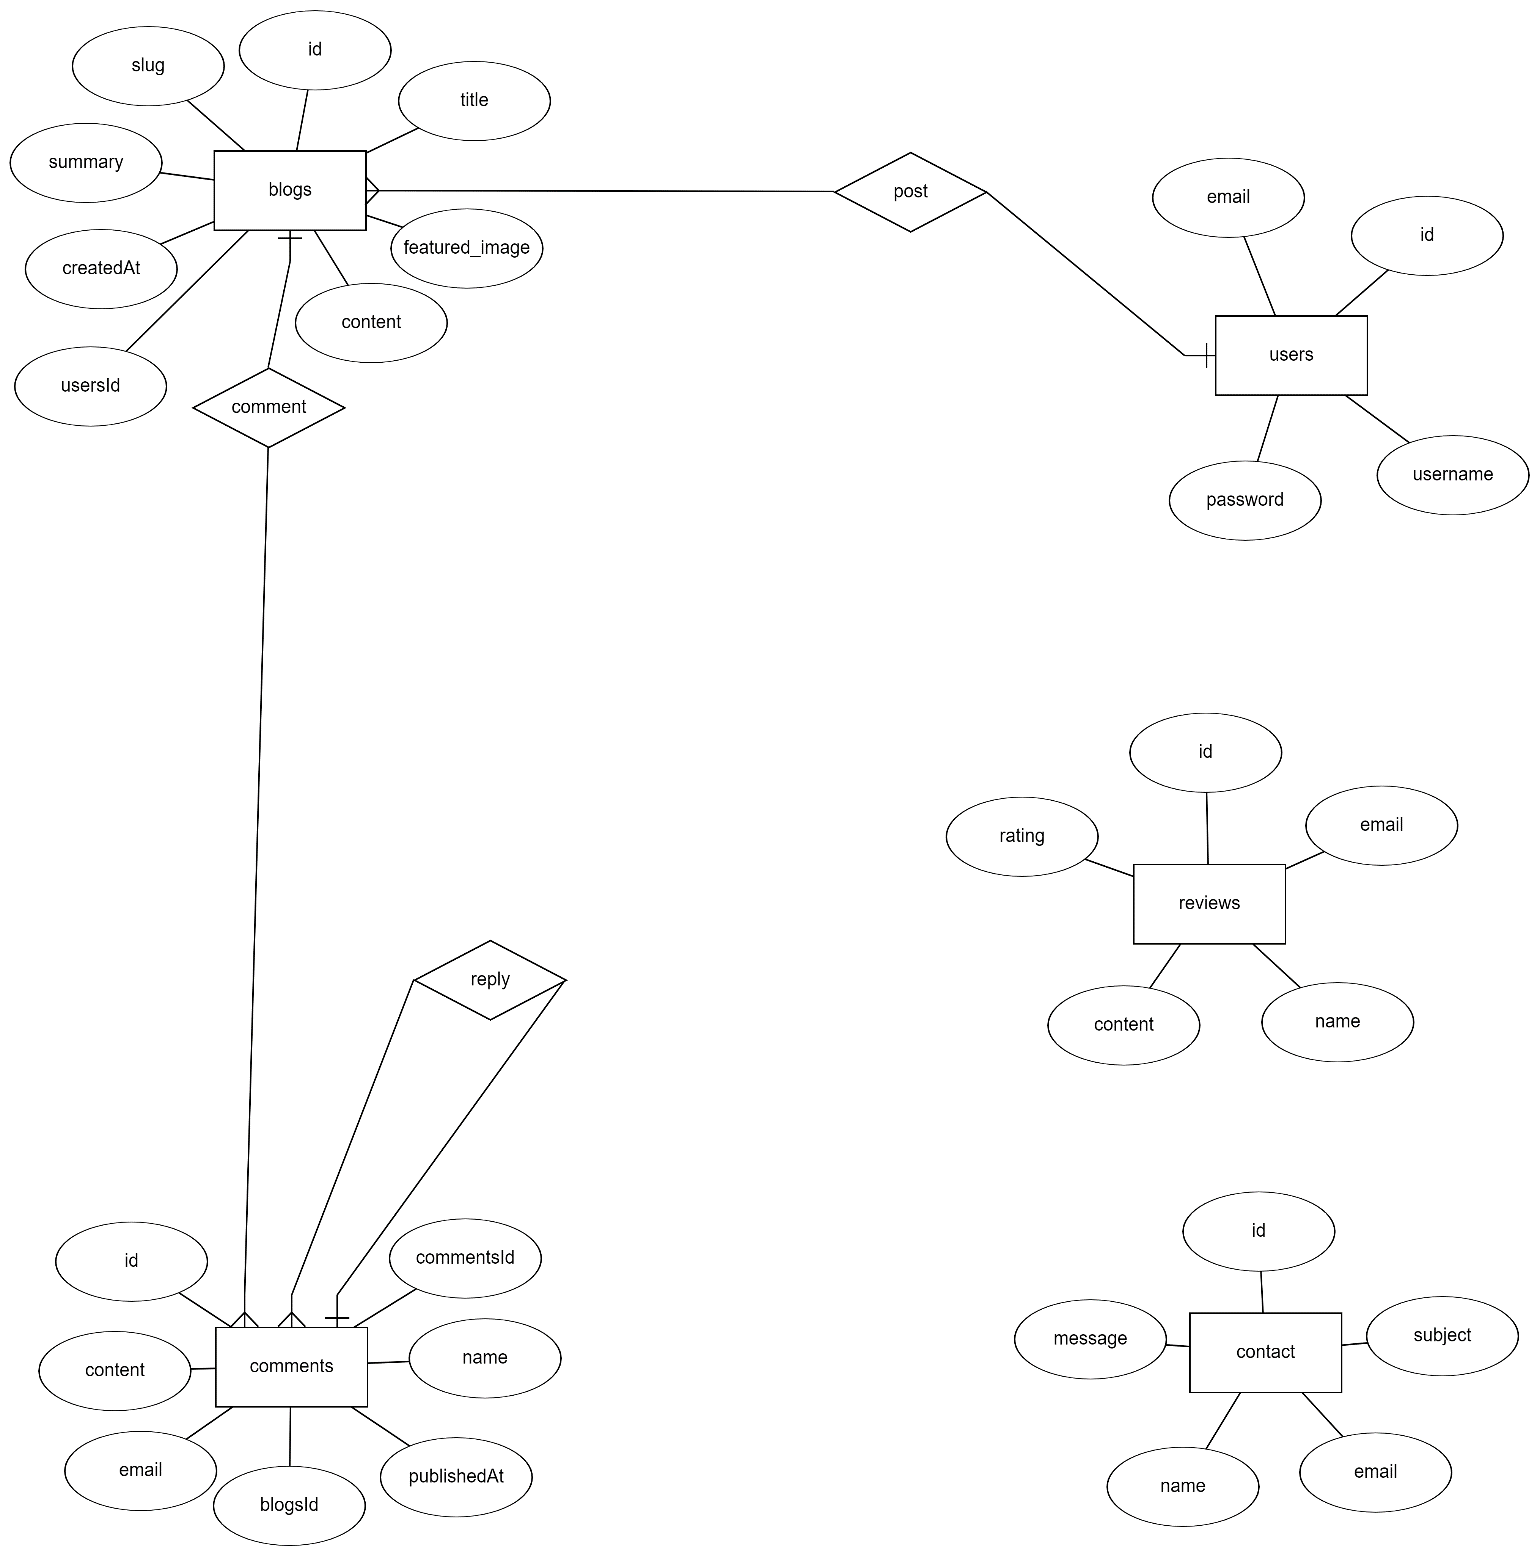 id
slug
title
summary
blogs
post
email
id
featured_image
createdAt
content
users
usersId
comment
username
password
id
email
rating
reviews
reply
name
content
id
commentsId
id
subject
message
contact
name
comments
content
email
name
publishedAt
email
blogsId